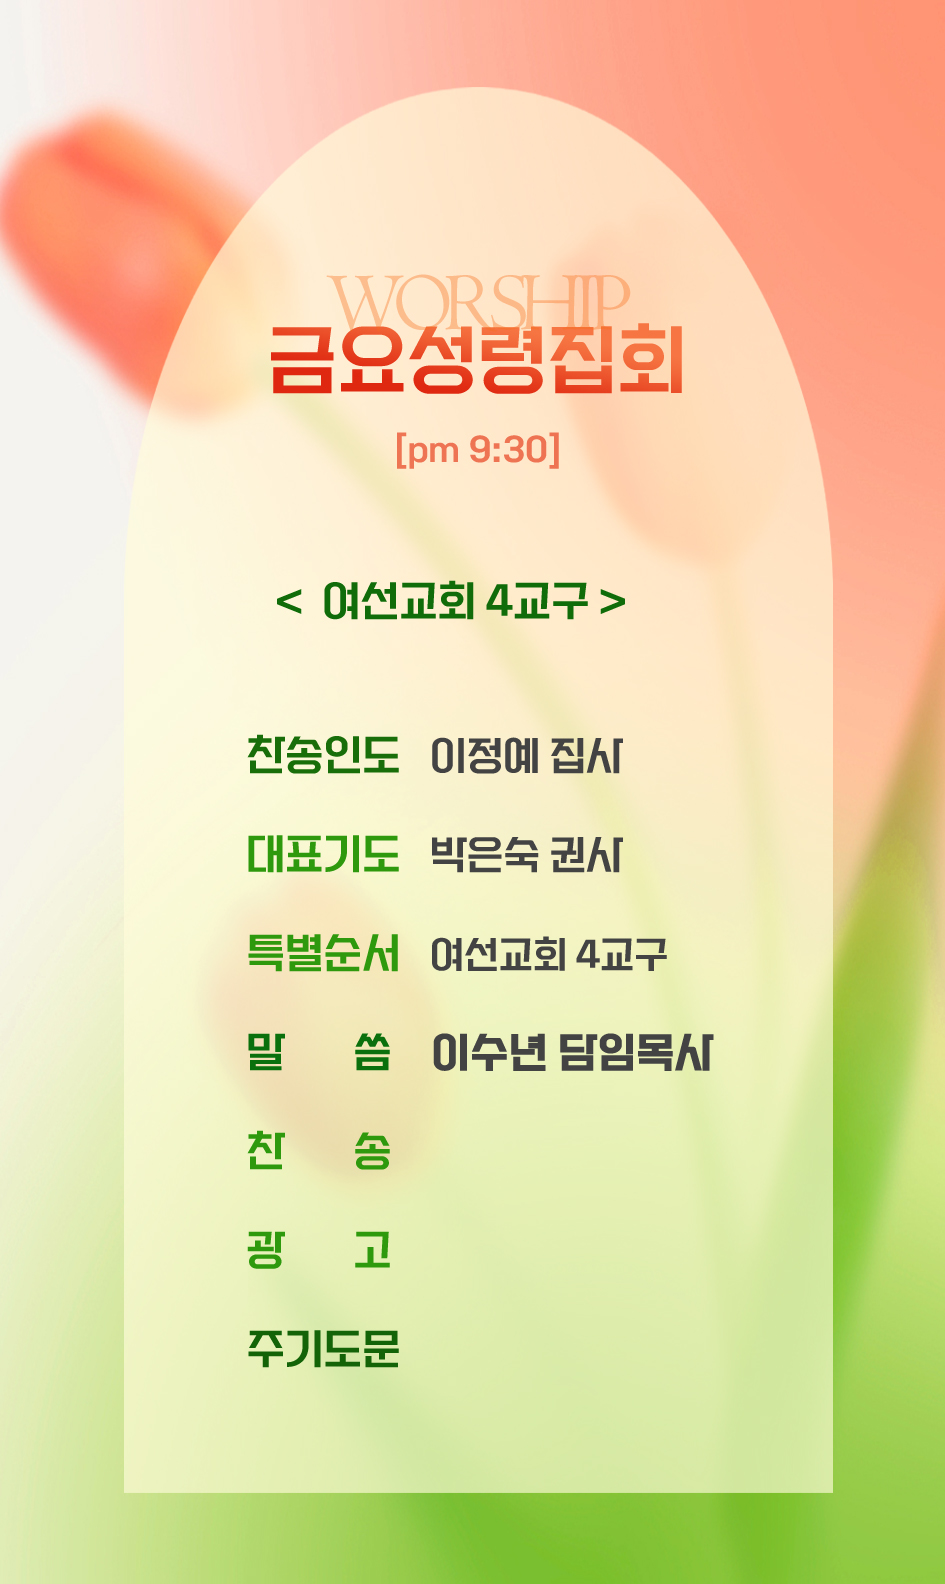 WORSHIP
금요성령집회
[pm 9:30]
< 여선교회 4교구 >
찬송인도 이정예 집사
대표기도 박은숙 권사
특별순서 여선교회 4교구
말 씀 이수년 담임목사
찬 송
광 고
주기도문